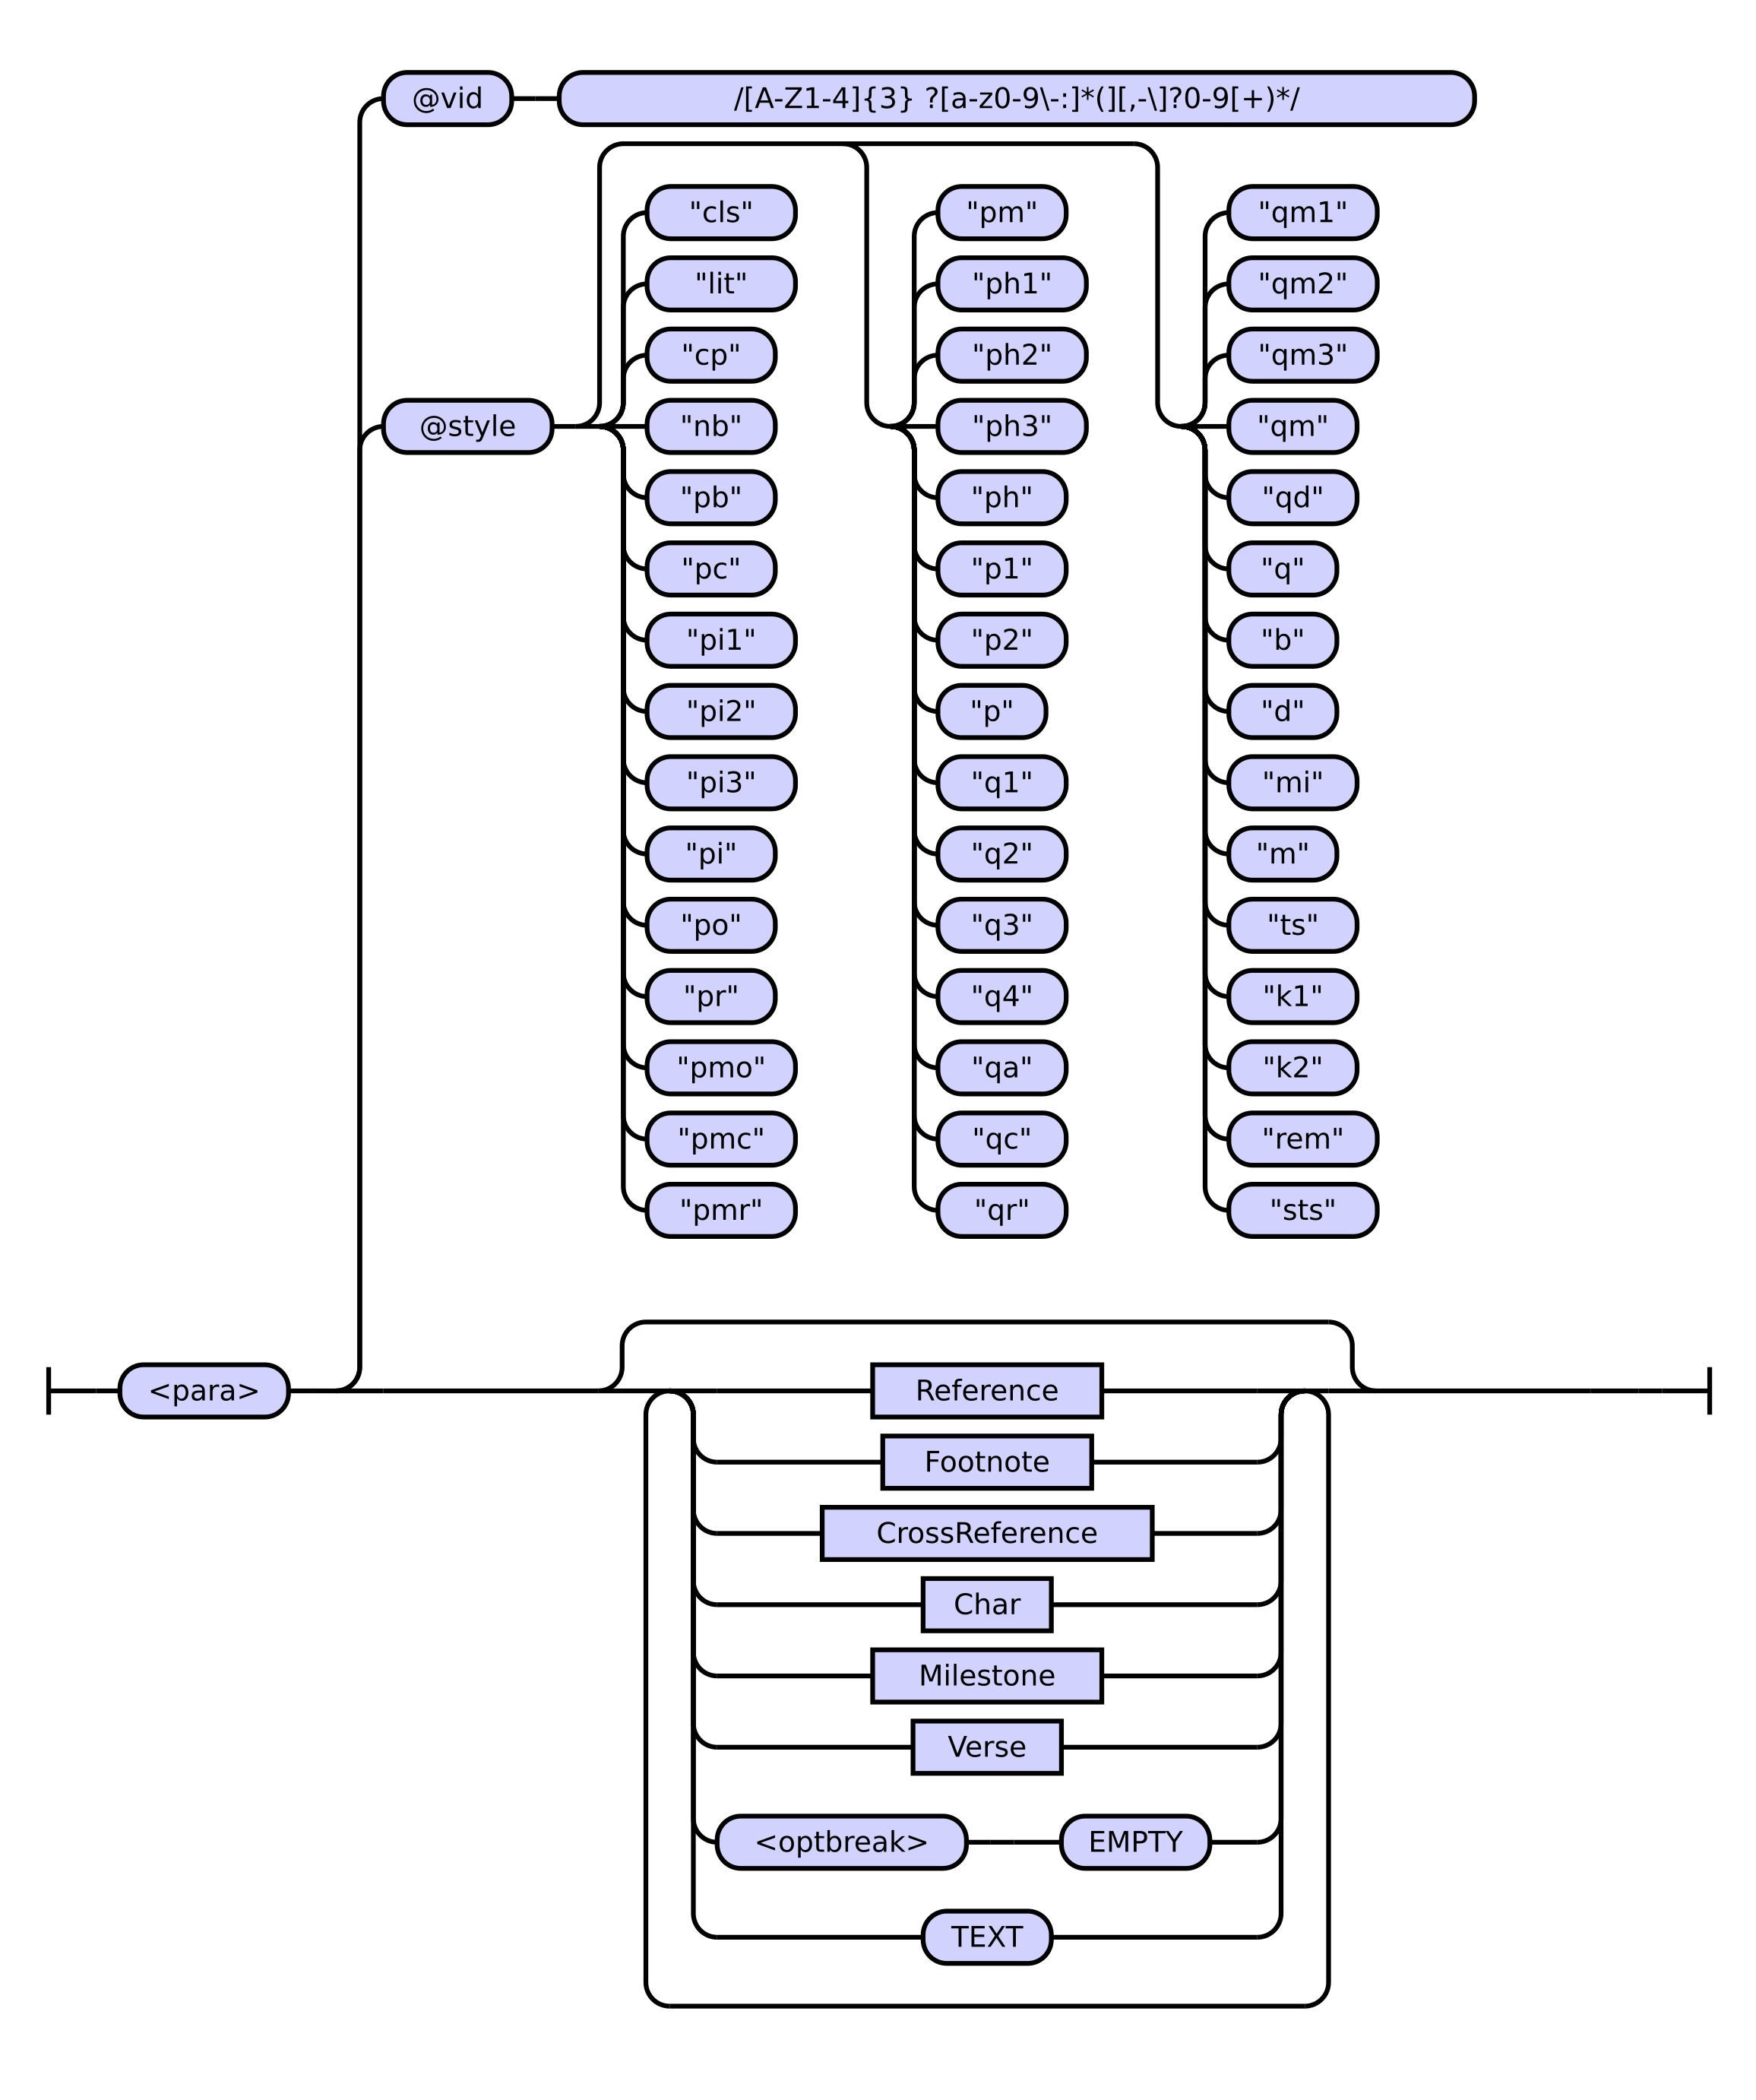 @vid /[A-Z1-4]{3} ?[a-z0-9\-:]*(][,-\]?0-9[+)*/
"cls" "pm" "qm1"
"lit" "ph1" "qm2"
"cp" "ph2" "qm3"
@style "nb" "ph3" "qm"
"pb" "ph" "qd"
"pc" "p1" "q"
"pi1" "p2" "b"
"pi2" "p" "d"
"pi3" "q1" "mi"
"pi" "q2" "m"
"po" "q3" "ts"
"pr" "q4" "k1"
"pmo" "qa" "k2"
"pmc" "qc" "rem"
"pmr" "qr" "sts"
<para> Reference
Footnote
CrossReference
Char
Milestone
Verse
<optbreak> EMPTY
TEXT